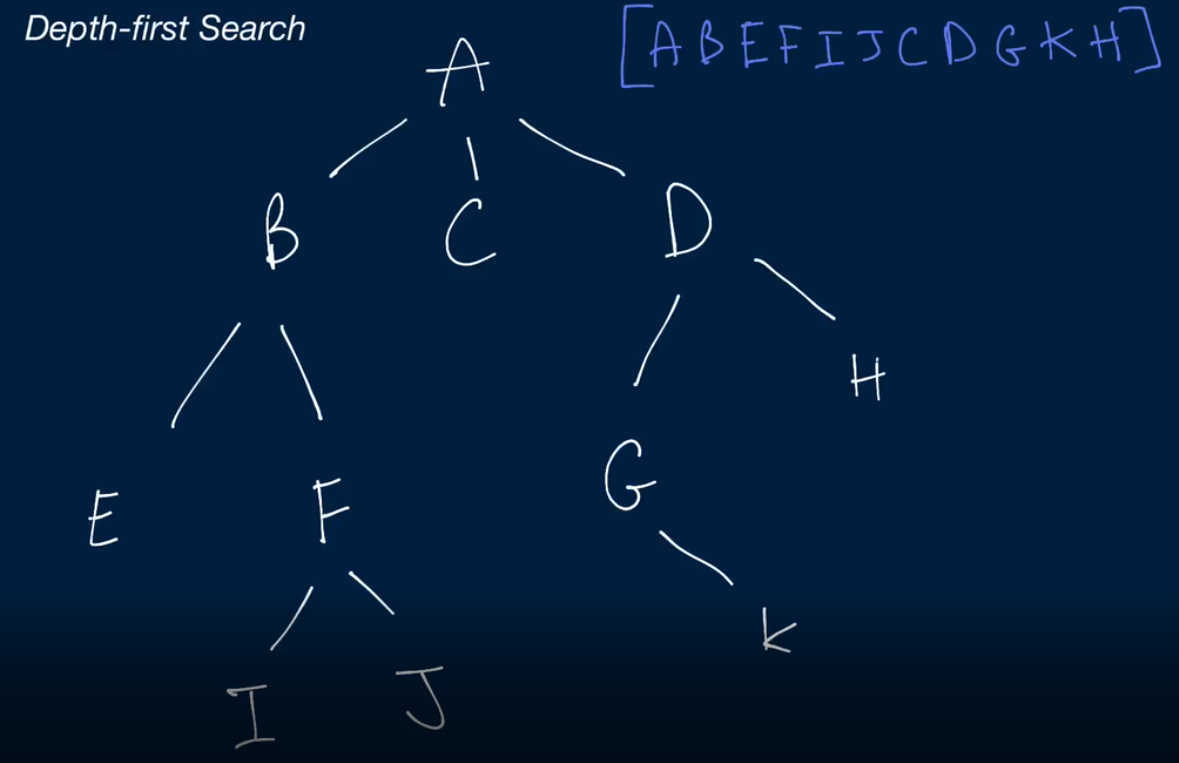 Depth-first Search
[A B E F I J C D G K H]
A
B C D
H
E F G
K
I J